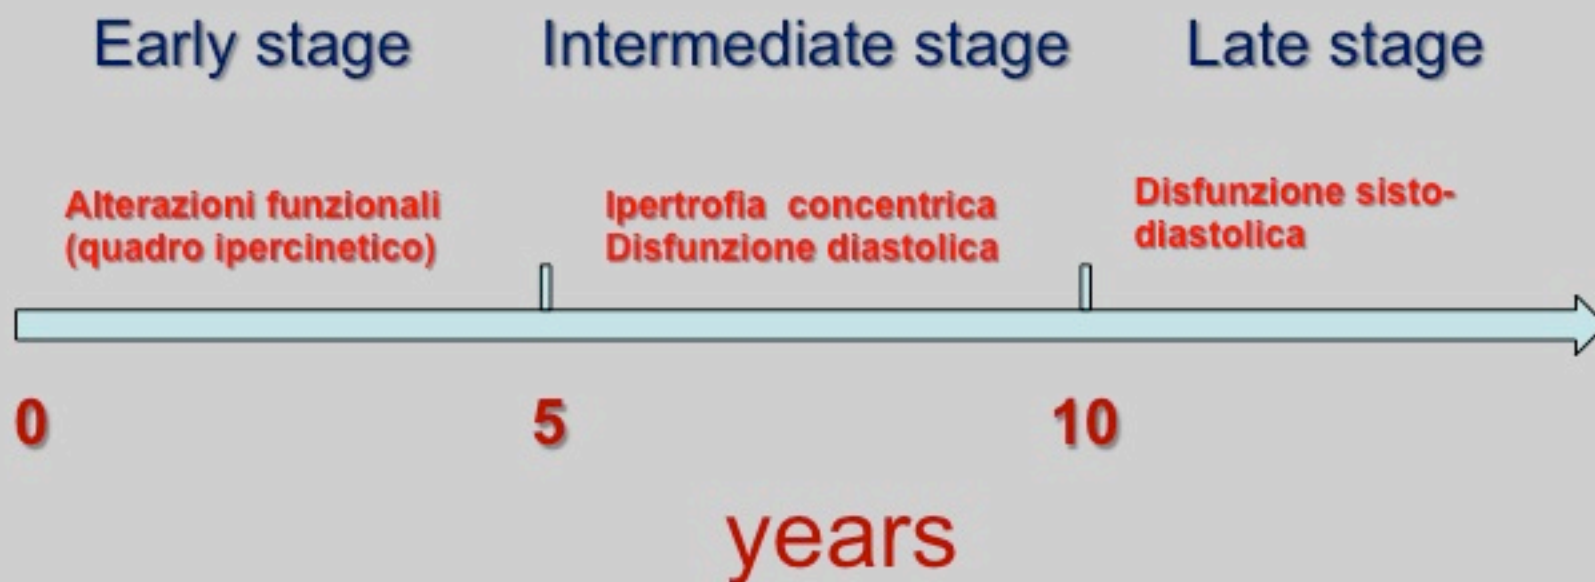 Early stage Intermediate stage Late stage
Alterazioni funzionali
(quadro ipercinetico)
Ipertrofia concentrica
Disfunzione diastolica
Disfunzione sisto-
diastolica
0 5 10
years